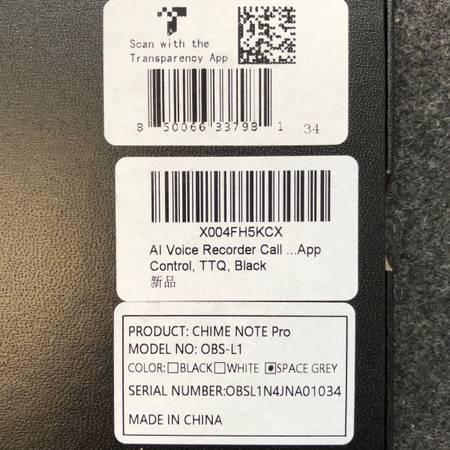 Scan with the
Transparency App
8 50066 33798 1
34
X004FH5KCX
AI Voice Recorder Call ...App
Control, TTQ, Black
新品
PRODUCT: CHIME NOTE Pro
MODEL NO: OBS-L1
COLOR: BLACK WHITE SPACE GREY
SERIAL NUMBER:OBSL1N4JNA01034
MADE IN CHINA